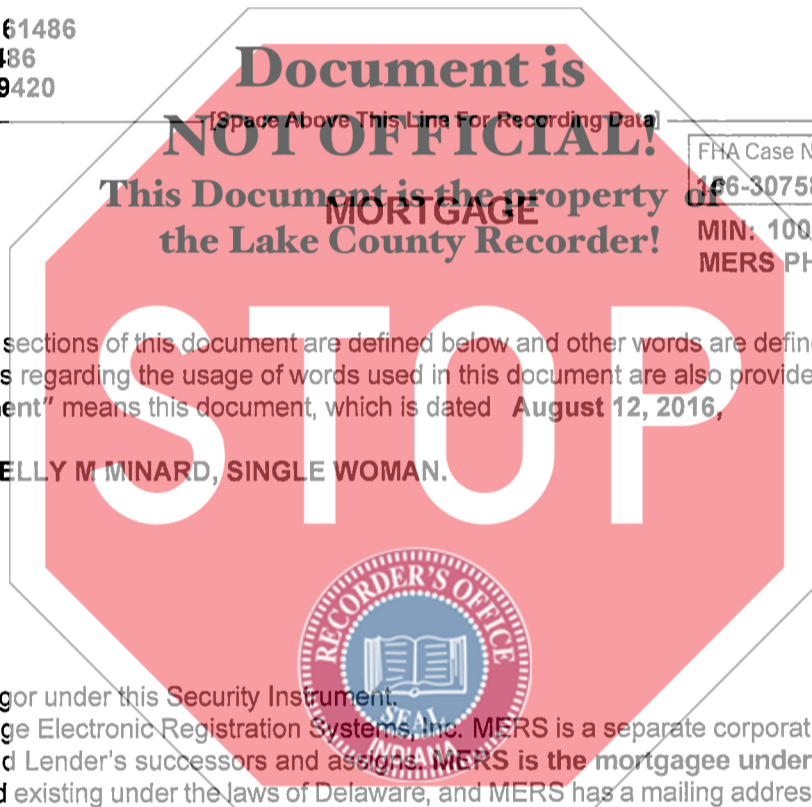 61486
486
9420
Document is
[Space Above This Line For Recording Data]
NOT OFFICIAL!
FHA Case N
156-30758
This Document is the property of
MORTGAGE
the Lake County Recorder!
MIN: 100
MERS PH
sections of this document are defined below and other words are define
s regarding the usage of words used in this document are also provide
ent” means this document, which is dated August 12, 2016,
ELLY M MINARD, SINGLE WOMAN.
STOP
RECORDER'S OFFICE
SEAL
INDIANA
gor under this Security Instrument.
ge Electronic Registration Systems, Inc. MERS is a separate corporat
d Lender's successors and assigns. MERS is the mortgagee under
d existing under the laws of Delaware, and MERS has a mailing addres